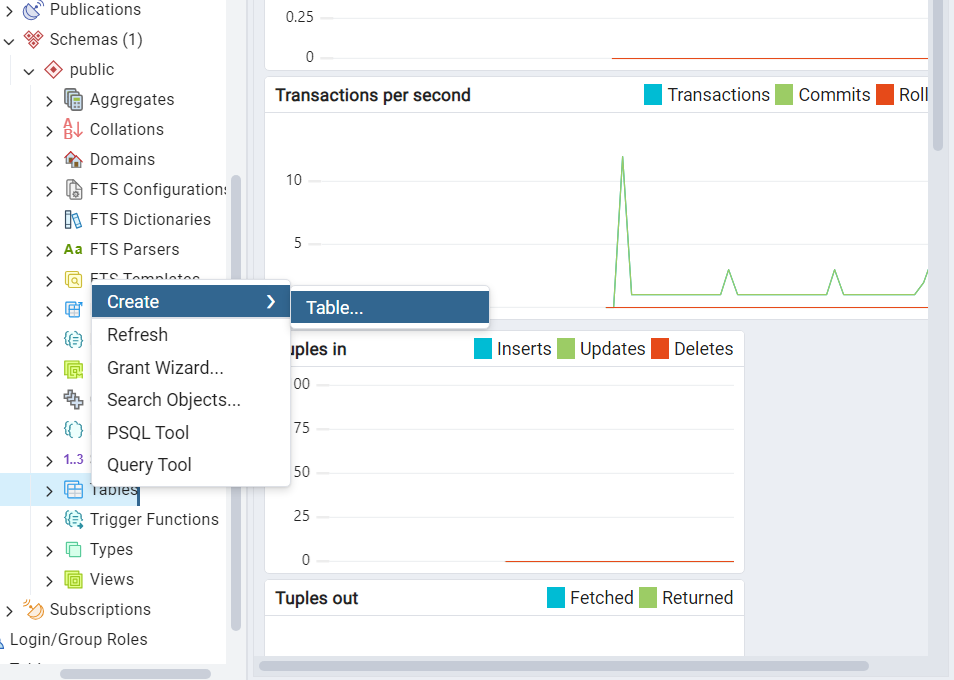 Publications
Schemas (1)
public
Aggregates
Collations
Domains
FTS Configurations
FTS Dictionaries
Aa FTS Parsers
FTS Templates
1..3
Tables
Trigger Functions
Types
Views
Subscriptions
Login/Group Roles
Create
Refresh
Grant Wizard...
Search Objects...
PSQL Tool
Query Tool
Table...
0.25
0
Transactions per second
Transactions Commits Roll
10
5
uples in
Inserts Updates Deletes
00
75
50
25
0
Tuples out
Fetched Returned